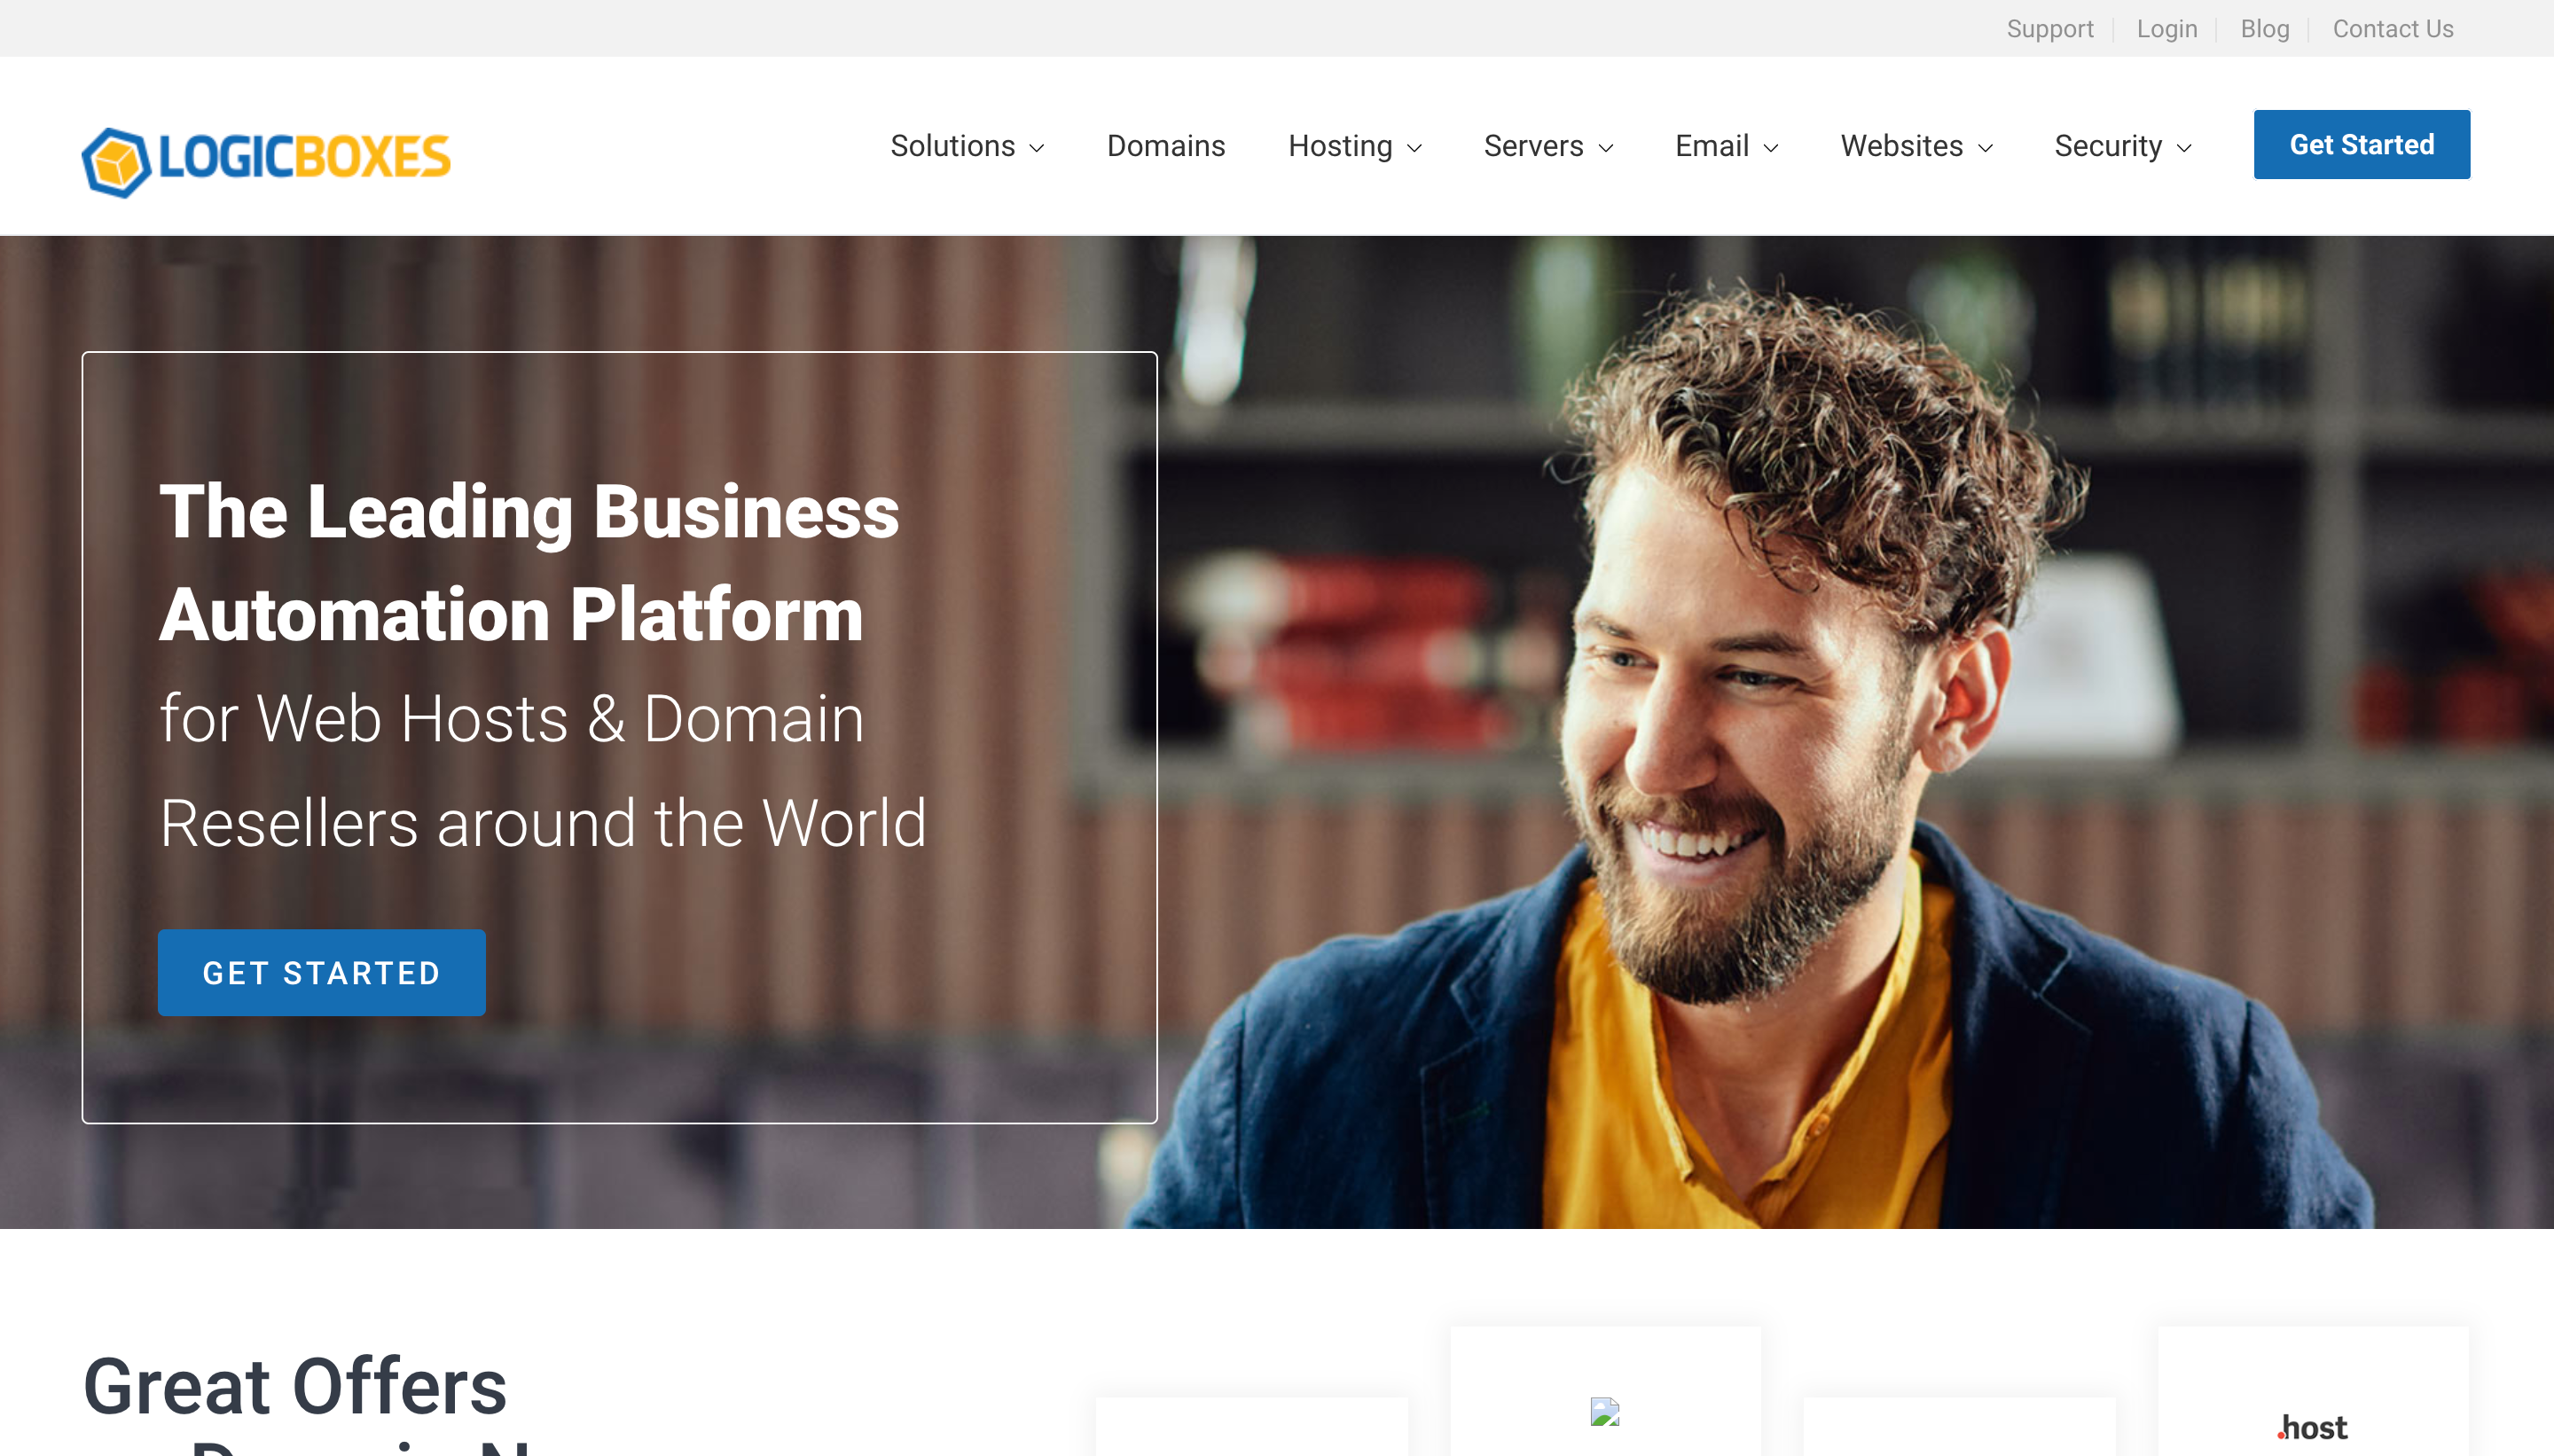 Support Login Blog Contact Us
LOGICBOXES
Solutions Domains Hosting Servers Email Websites Security Get Started
The Leading Business
Automation Platform
for Web Hosts & Domain
Resellers around the World
GET STARTED
Great Offers
.host